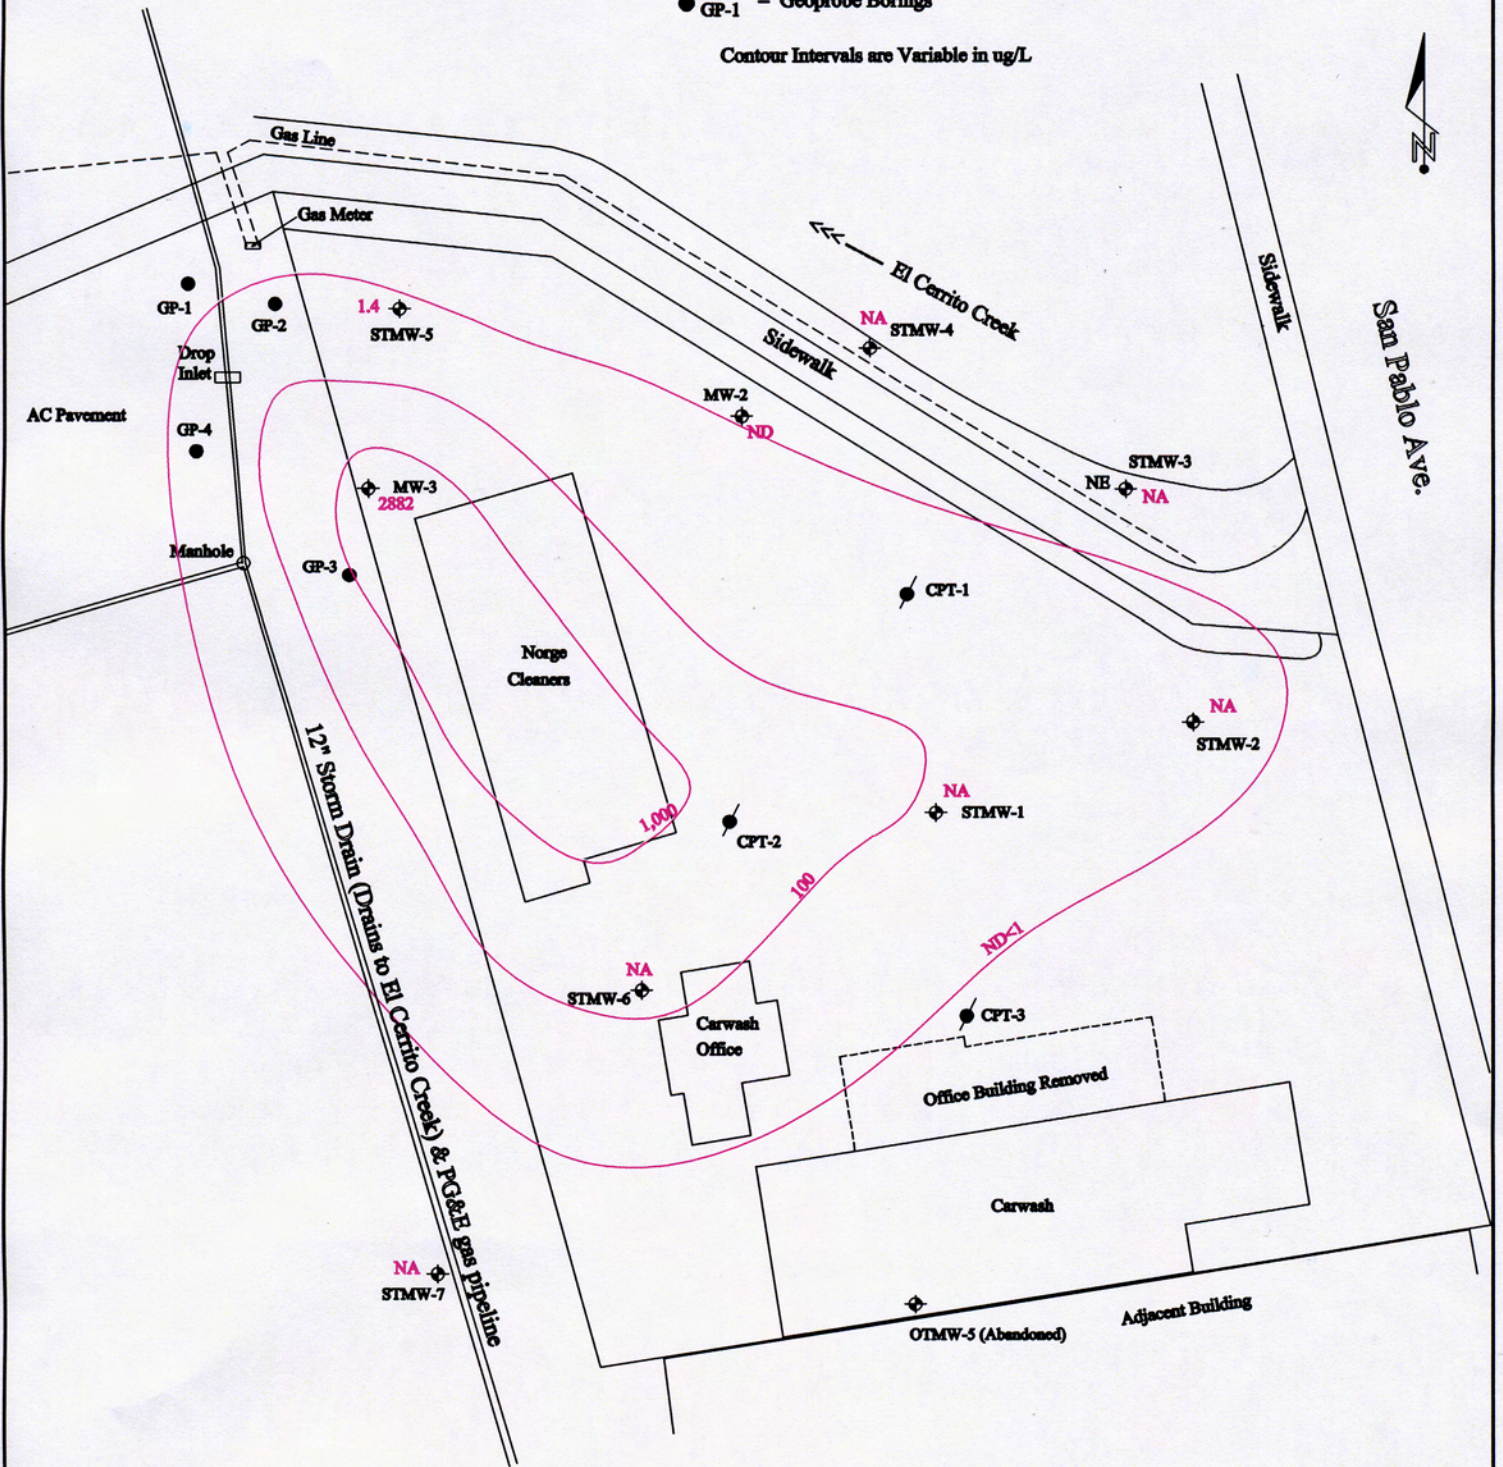 GP-1 = Geoprobe Borings
Contour Intervals are Variable in ug/L
Gas Line
Gas Meter
N
El Cerrito Creek
Sidewalk
San Pablo Ave.
GP-1
GP-2
1.4
STMW-5
NA
STMW-4
Sidewalk
Drop
Inlet
AC Pavement
MW-2
ND
GP-4
STMW-3
NE
NA
MW-3
2882
Manhole
GP-3
CPT-1
Norge
Cleaners
NA
STMW-2
12" Storm Drain (Drains to El Cerrito Creek) & PG&E gas pipeline
NA
STMW-1
1,000
CPT-2
100
ND<1
NA
STMW-6
CPT-3
Carwash
Office
Office Building Removed
Carwash
NA
STMW-7
Adjacent Building
OTMW-5 (Abandoned)